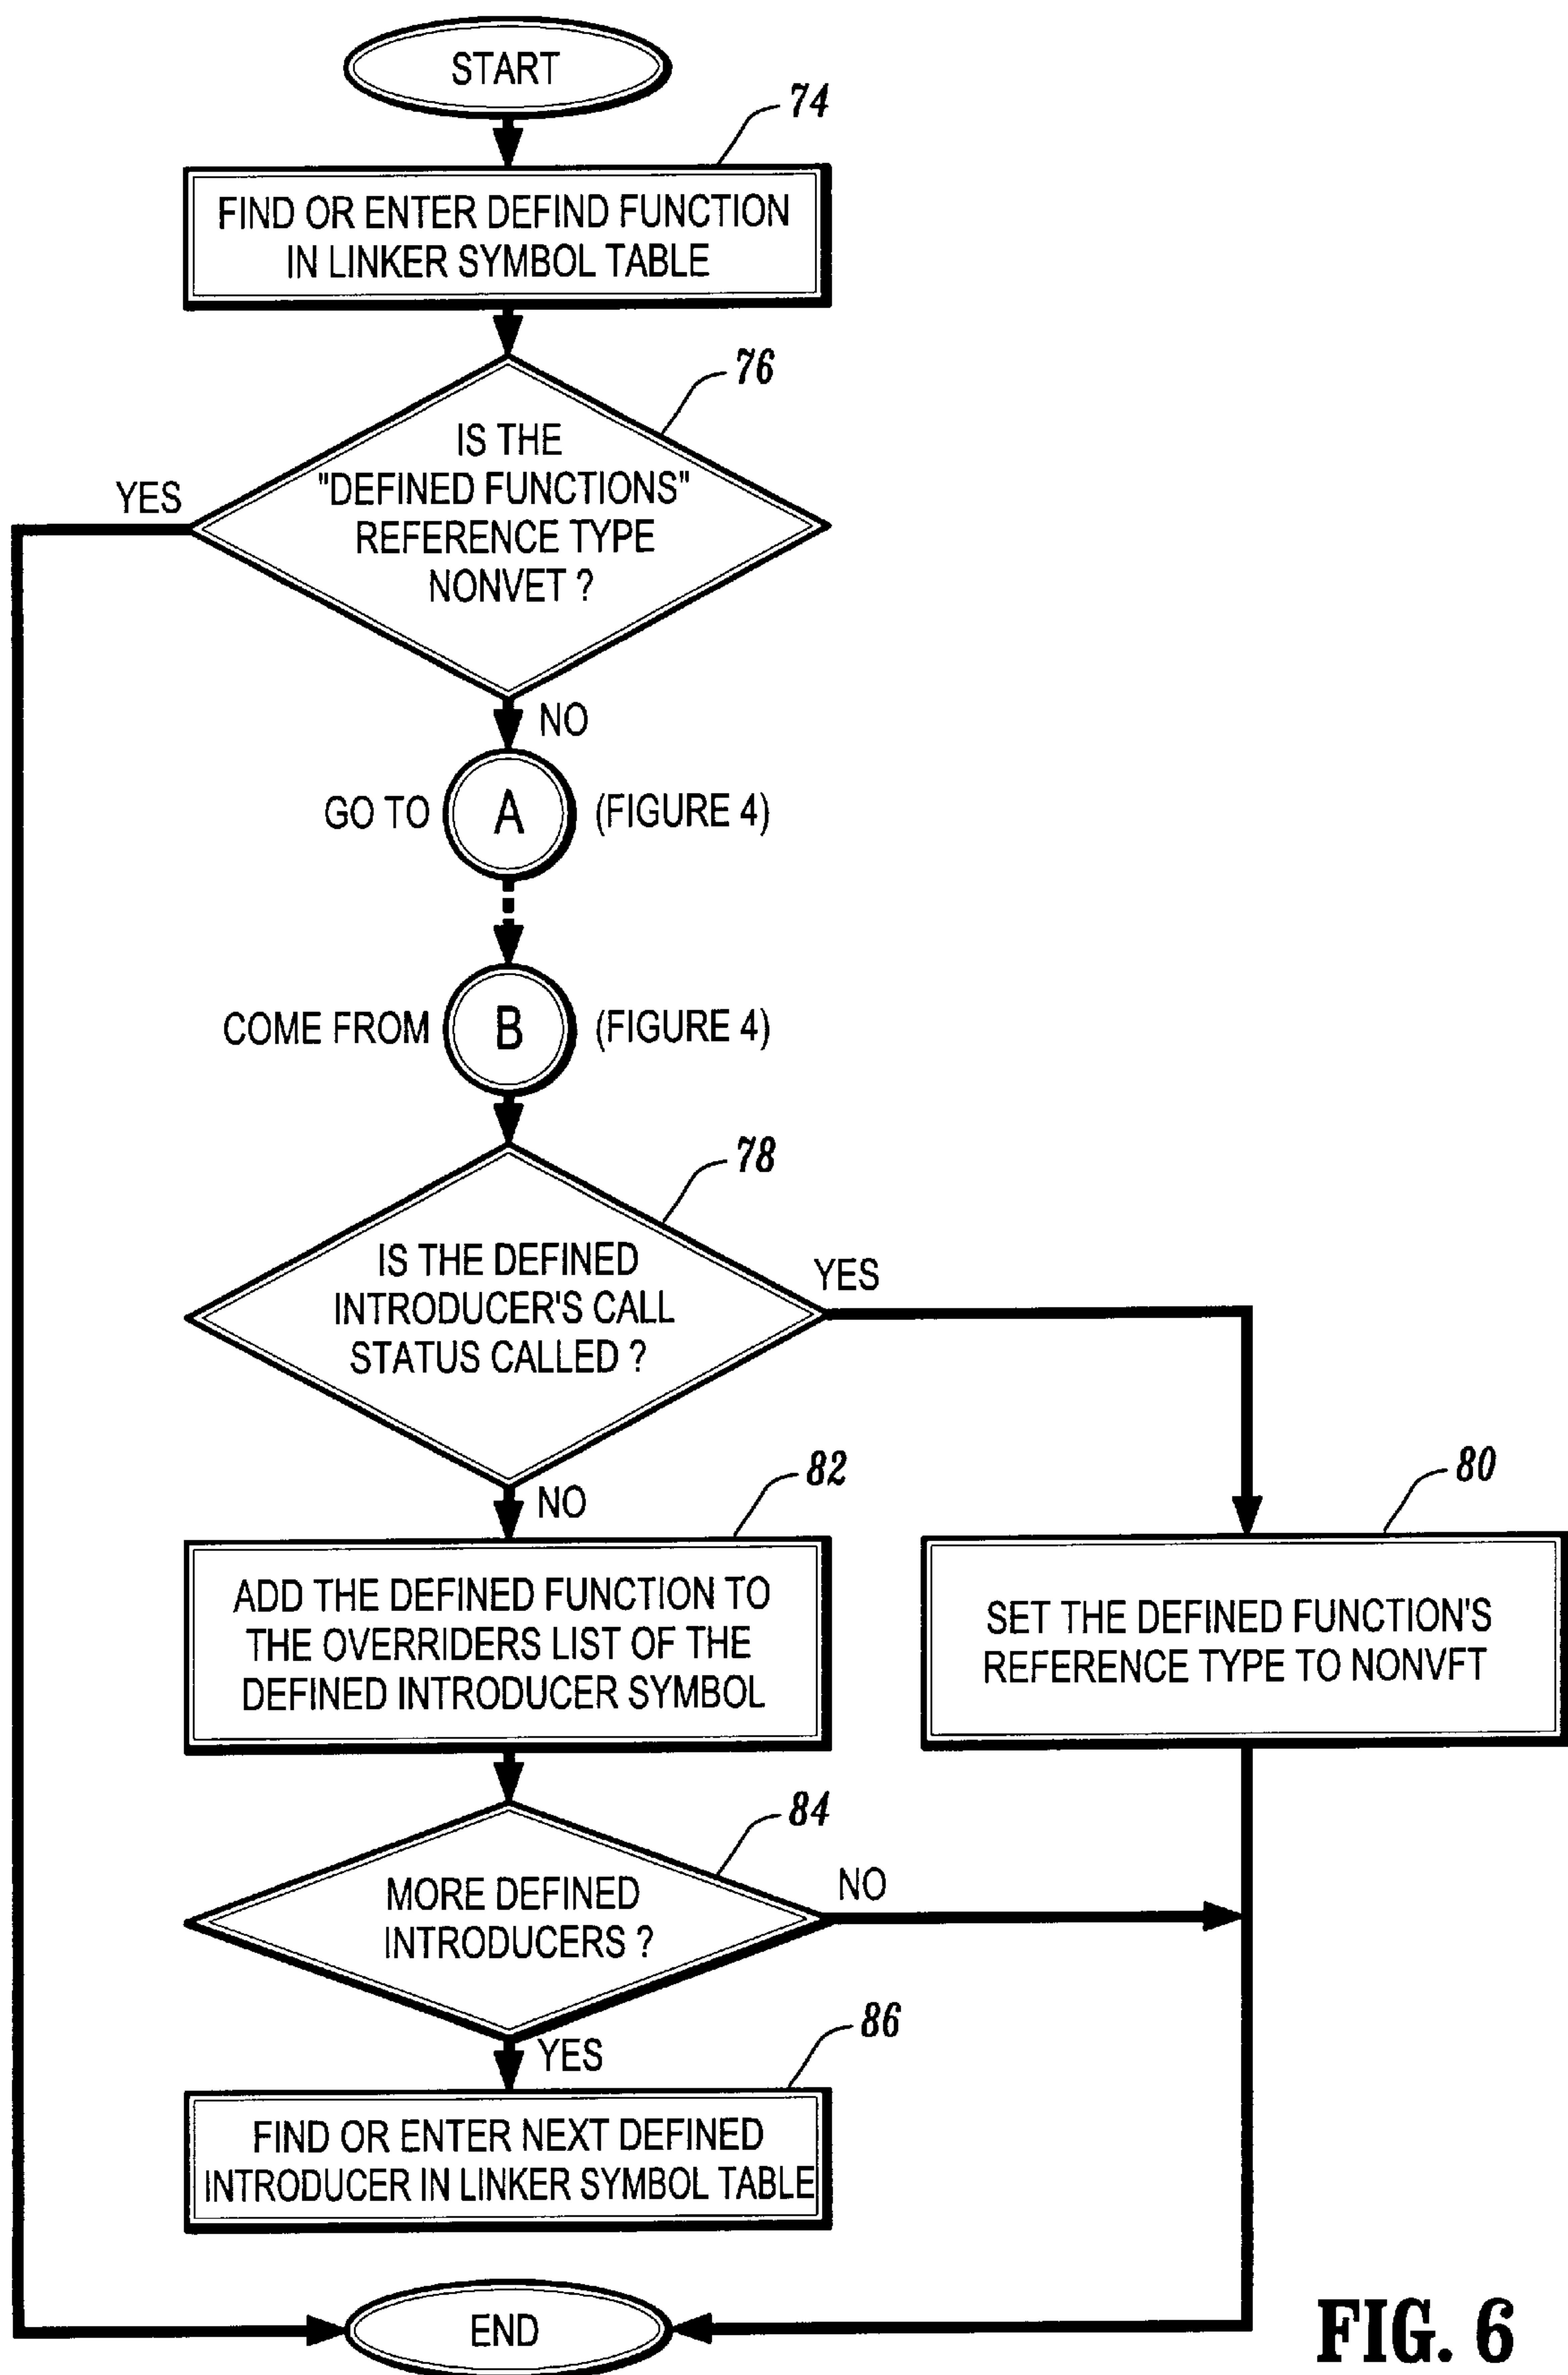 START
74
FIND OR ENTER DEFIND FUNCTION
IN LINKER SYMBOL TABLE
76
IS THE
"DEFINED FUNCTIONS"
REFERENCE TYPE
NONVET ?
YES
NO
GO TO A (FIGURE 4)
COME FROM B (FIGURE 4)
78
IS THE DEFINED
INTRODUCER'S CALL
STATUS CALLED ?
YES
NO
82
ADD THE DEFINED FUNCTION TO
THE OVERRIDERS LIST OF THE
DEFINED INTRODUCER SYMBOL
80
SET THE DEFINED FUNCTION'S
REFERENCE TYPE TO NONVFT
84
MORE DEFINED
INTRODUCERS ?
NO
YES
86
FIND OR ENTER NEXT DEFINED
INTRODUCER IN LINKER SYMBOL TABLE
END
FIG. 6